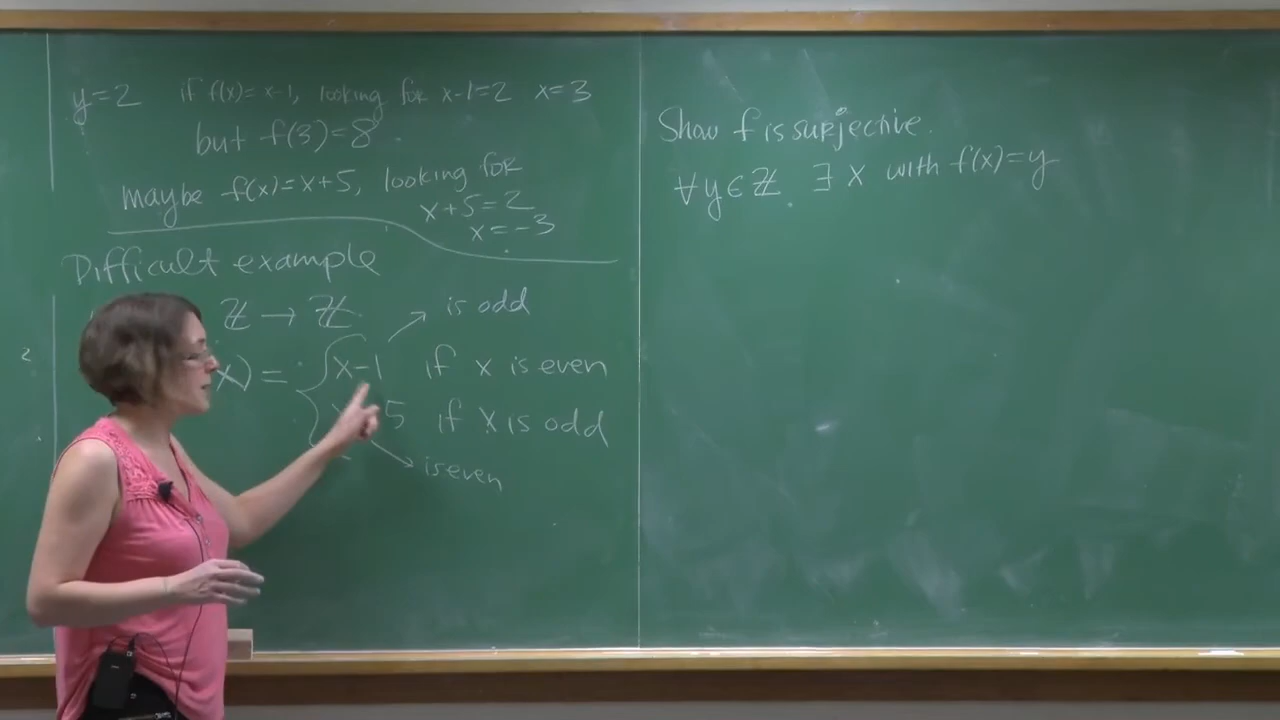 y=2 if f(x)=x-1, looking for x-1=2 x=3
but f(3)=8
maybe f(x)=x+5, looking for
x+5=2
x=-3
Difficult example
ℤ → ℤ
is odd
x) = { x-1 if x is even
5 if x is odd
is even
Show f is surjective.
∀y∈ℤ ∃ x with f(x)=y